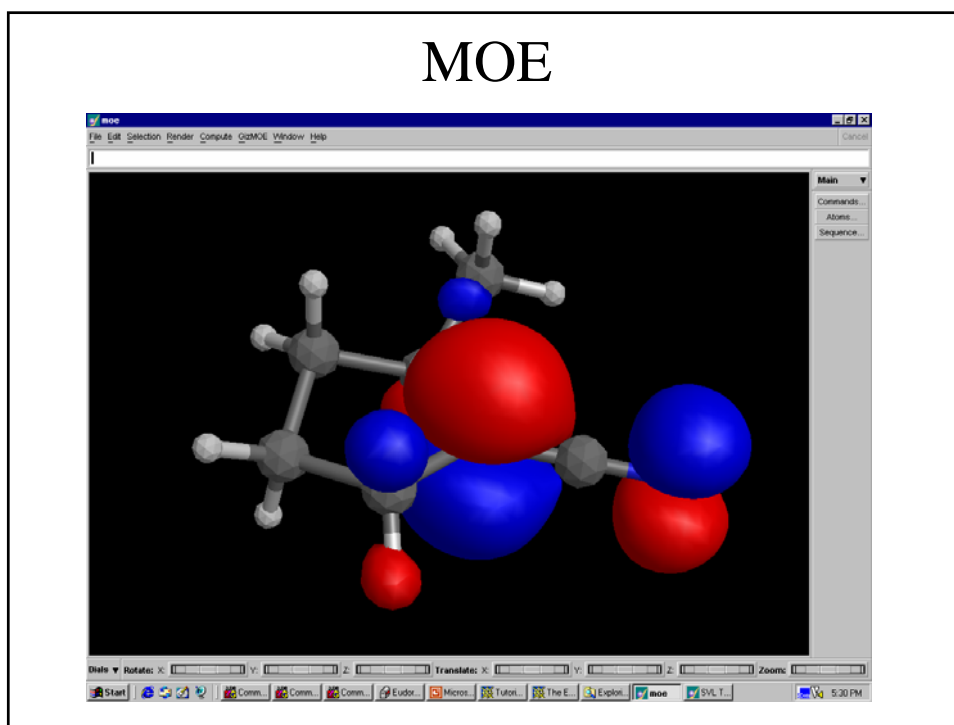 MOE
moe
File Edit Selection Render Compute GizMOE Window Help
Cancel
Main
Commands...
Atoms...
Sequence...
Dials Rotate: X: Y: Z: Translate: X: Y: Z: Zoom:
Start Comm... Comm... Comm... Eudor... Micros... Tutori... The E... Explori... moe SVL T... 5:30 PM